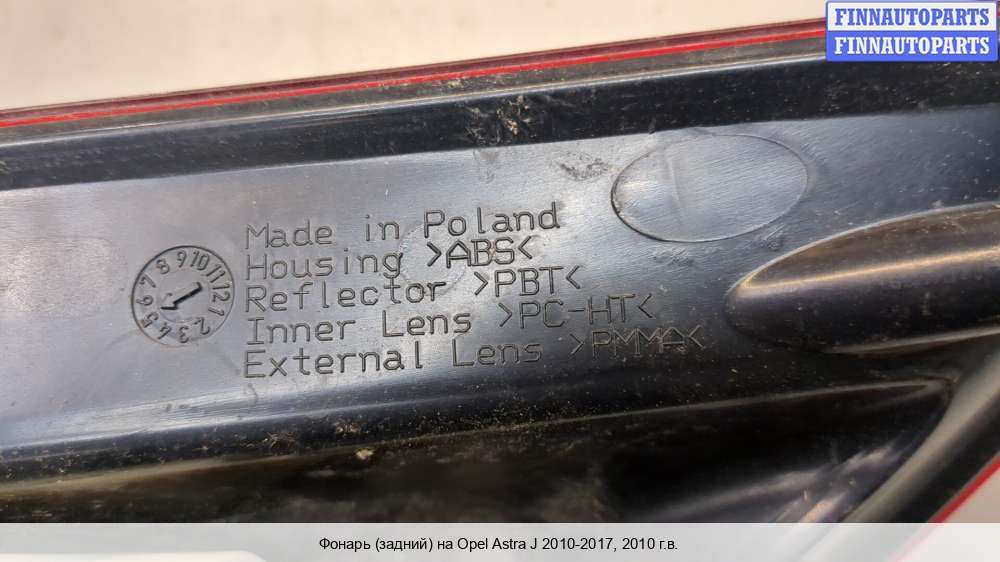 FINNAUTOPARTS
FINNAUTOPARTS
Made in Poland
Housing >ABS<
Reflector >PBT<
Inner Lens >PC-HT<
External Lens >PMMA<
1 2 3 4 5 6 7 8 9 10 11 12
Фонарь (задний) на Opel Astra J 2010-2017, 2010 г.в.